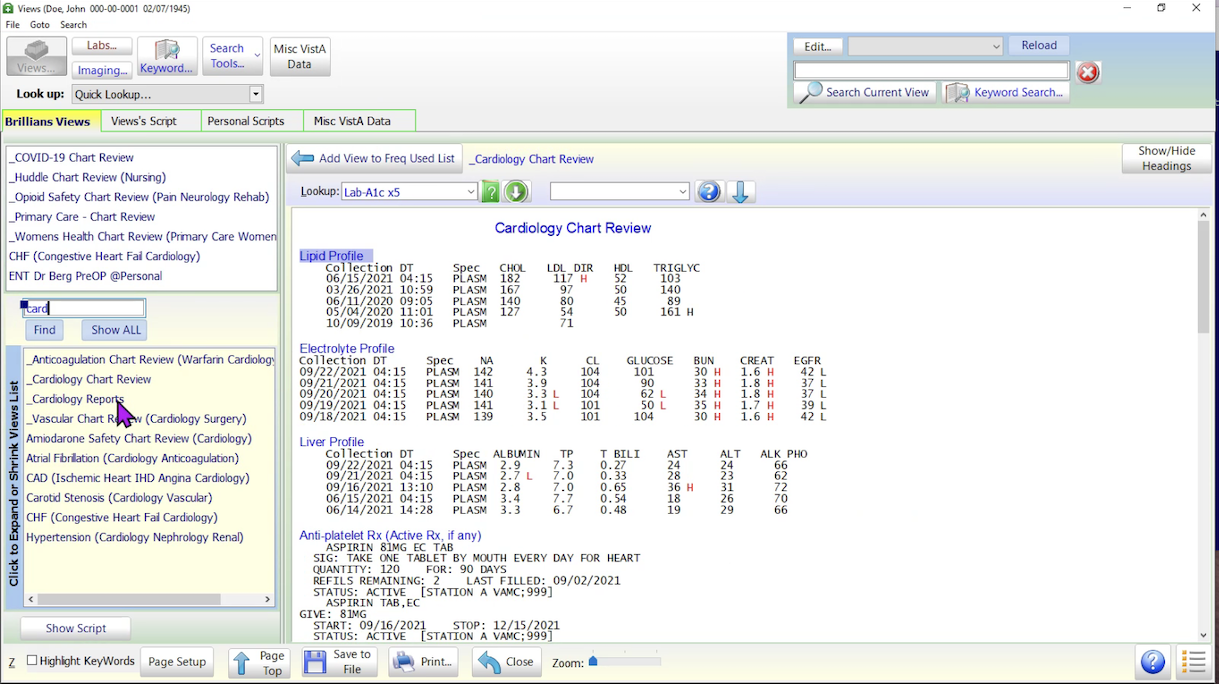 Views (Doe, John 000-00-0001 02/07/1945)
File Goto Search
Views... Labs... Imaging... Keyword... Search Tools... Misc VistA Data
Edit... Reload
Search Current View Keyword Search...
Look up: Quick Lookup...
Brillians Views Views's Script Personal Scripts Misc VistA Data
_COVID-19 Chart Review
_Huddle Chart Review (Nursing)
_Opioid Safety Chart Review (Pain Neurology Rehab)
_Primary Care - Chart Review
_Womens Health Chart Review (Primary Care Women
CHF (Congestive Heart Fail Cardiology)
ENT Dr Berg PreOP @Personal
card
Find Show ALL
Click to Expand or Shrink Views List
_Anticoagulation Chart Review (Warfarin Cardiology
_Cardiology Chart Review
_Cardiology Reports
_Vascular Chart (Cardiology Surgery)
Amiodarone Safety Chart Review (Cardiology)
Atrial Fibrillation (Cardiology Anticoagulation)
CAD (Ischemic Heart IHD Angina Cardiology)
Carotid Stenosis (Cardiology Vascular)
CHF (Congestive Heart Fail Cardiology)
Hypertension (Cardiology Nephrology Renal)
Show Script
Add View to Freq Used List _Cardiology Chart Review
Show/Hide Headings
Lookup: Lab-A1c x5
Cardiology Chart Review
Lipid Profile
Collection DT Spec CHOL LDL DIR HDL TRIGLYC
06/15/2021 04:15 PLASM 182 117 H 52 103
03/26/2021 10:59 PLASM 167 97 50 140
06/11/2020 09:05 PLASM 140 80 45 89
05/04/2020 11:01 PLASM 127 54 50 161 H
10/09/2019 10:36 PLASM 71
Electrolyte Profile
Collection DT Spec NA K CL GLUCOSE BUN CREAT EGFR
09/22/2021 04:15 PLASM 142 4.3 104 101 30 H 1.6 H 42 L
09/21/2021 04:15 PLASM 141 3.9 104 90 33 H 1.8 H 37 L
09/20/2021 04:15 PLASM 140 3.3 L 104 62 L 34 H 1.8 H 37 L
09/19/2021 04:15 PLASM 141 3.1 L 101 50 L 35 H 1.7 H 39 L
09/18/2021 04:15 PLASM 139 3.5 101 104 30 H 1.6 H 42 L
Liver Profile
Collection DT Spec ALBUMIN TP T BILI AST ALT ALK PHO
09/22/2021 04:15 PLASM 2.9 7.3 0.27 24 24 66
09/21/2021 04:15 PLASM 2.7 L 7.0 0.33 28 23 62
09/16/2021 13:10 PLASM 2.8 7.0 0.65 36 H 31 72
06/15/2021 04:15 PLASM 3.4 7.7 0.54 18 26 70
06/14/2021 14:28 PLASM 3.3 6.7 0.48 19 29 66
Anti-platelet Rx (Active Rx, if any)
ASPIRIN 81MG EC TAB
SIG: TAKE ONE TABLET BY MOUTH EVERY DAY FOR HEART
QUANTITY: 120 FOR: 90 DAYS
REFILS REMAINING: 2 LAST FILLED: 09/02/2021
STATUS: ACTIVE [STATION A VAMC;999]
ASPIRIN TAB,EC
GIVE: 81MG
START: 09/16/2021 STOP: 12/15/2021
STATUS: ACTIVE [STATION A VAMC;999]
Z Highlight KeyWords Page Setup Page Top Save to File Print... Close Zoom: